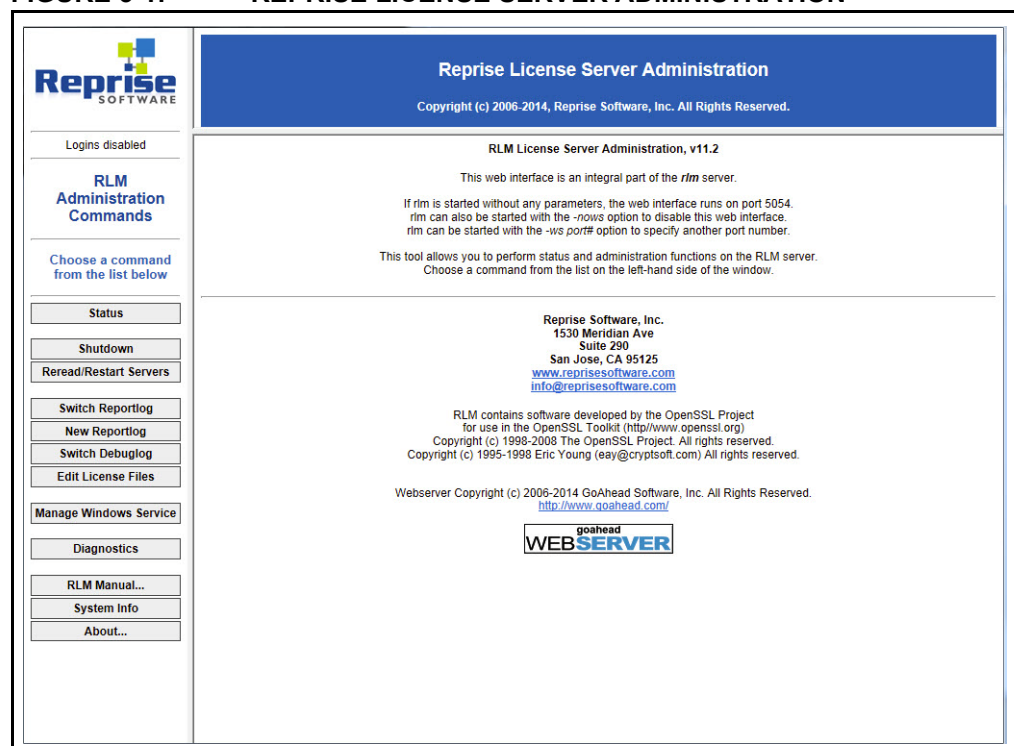 FIGURE 3-47: REPRISE LICENSE SERVER ADMINISTRATION
Reprise
SOFTWARE
Logins disabled
RLM
Administration
Commands
Choose a command
from the list below
Status
Shutdown
Reread/Restart Servers
Switch Reportlog
New Reportlog
Switch Debuglog
Edit License Files
Manage Windows Service
Diagnostics
RLM Manual...
System Info
About...
Reprise License Server Administration
Copyright (c) 2006-2014, Reprise Software, Inc. All Rights Reserved.
RLM License Server Administration, v11.2
This web interface is an integral part of the rlm server.
If rlm is started without any parameters, the web interface runs on port 5054.
rlm can also be started with the -nows option to disable this web interface.
rlm can be started with the -ws port# option to specify another port number.
This tool allows you to perform status and administration functions on the RLM server.
Choose a command from the list on the left-hand side of the window.
Reprise Software, Inc.
1530 Meridian Ave
Suite 290
San Jose, CA 95125
www.reprisesoftware.com
info@reprisesoftware.com
RLM contains software developed by the OpenSSL Project
for use in the OpenSSL Toolkit (http//www.openssl.org)
Copyright (c) 1998-2008 The OpenSSL Project. All rights reserved.
Copyright (c) 1995-1998 Eric Young (eay@cryptsoft.com) All rights reserved.
Webserver Copyright (c) 2006-2014 GoAhead Software, Inc. All Rights Reserved.
http://www.goahead.com/
goahead
WEBSERVER